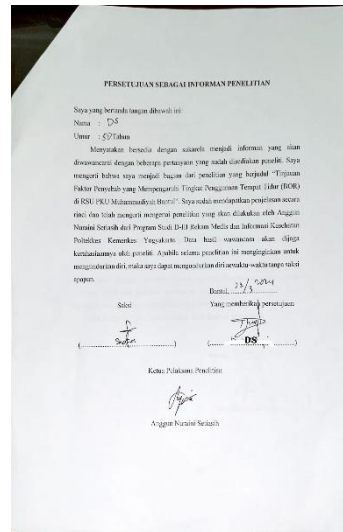 PERSETUJUAN SEBAGAI INFORMAN PENELITIAN
Saya yang bertanda tangan dibawah ini:
Nama : DS
Umur : 50 Tahun
Menyatakan bersedia dengan sukarela menjadi informan yang akan
diwawancarai dengan beberapa pertanyaan yang sudah disediakan peneliti. Saya
mengerti bahwa saya menjadi bagian dari penelitian yang berjudul "Tinjauan
Faktor Penyebab yang Mempengaruhi Tingkat Penggunaan Tempat Tidur (BOR)
di RSU PKU Muhammadiyah Bantul". Saya sudah mendapatkan penjelasan secara
rinci dan telah mengerti mengenai penelitian yang akan dilakukan oleh Anggun
Nuraini Setiasih dari Program Studi D-III Rekam Medis dan Informasi Kesehatan
Poltekkes Kemenkes Yogyakarta Data hasil wawancara akan dijaga
kerahasiaannya oleh peneliti. Apabila selama penelitian ini menginginkan untuk
mengundurkan diri, maka saya dapat mengundurkan diri sewaktu-waktu tanpa saksi
apapun.
Bantul, 2024
Saksi Yang memberikan persetujuan
(....................) (....DS....)
Ketua Pelaksana Penelitian
Anggun Nuraini Setiasih